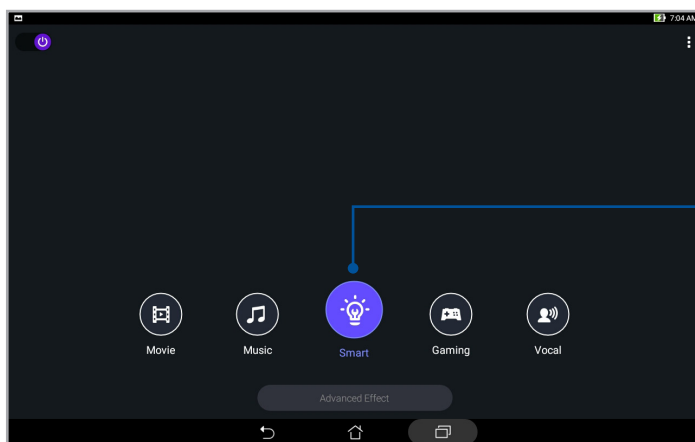 7:04 AM
Movie
Music
Smart
Gaming
Vocal
Advanced Effect